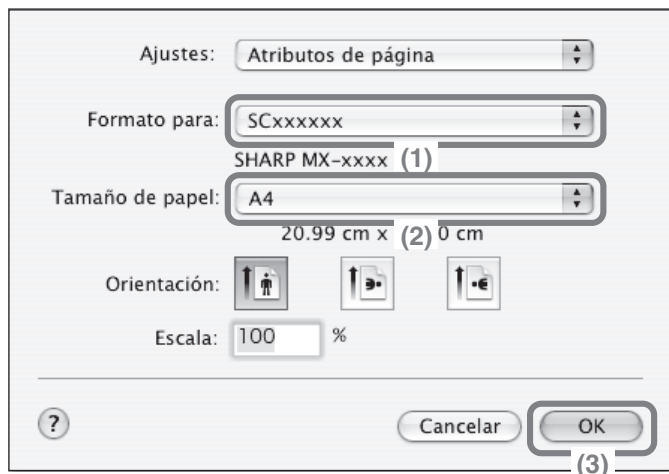 Ajustes: Atributos de página
Formato para: SCxxxxxx
SHARP MX-xxxx (1)
Tamaño de papel: A4
20.99 cm x (2) 0 cm
Orientación:
Escala: 100 %
? Cancelar OK
(3)